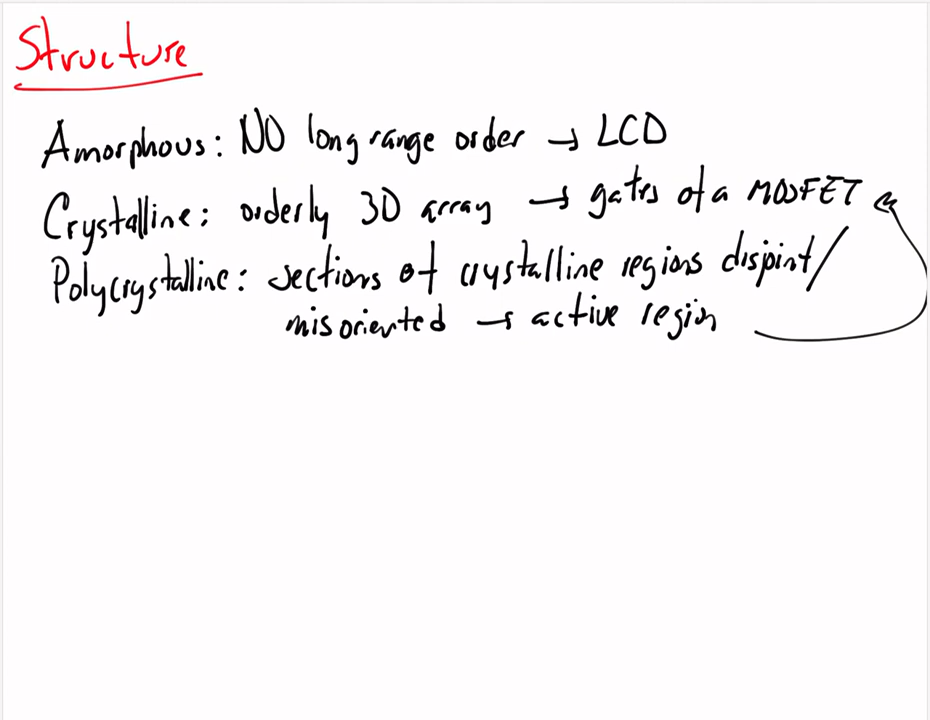 Structure
Amorphous: NO long range order → LCD
Crystalline: orderly 3D array → gates of a MOSFET
Polycrystalline: sections of crystalline regions disjoint/
misoriented → active region